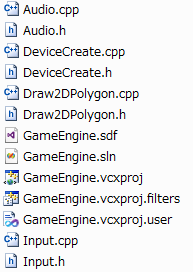 Audio.cpp
Audio.h
DeviceCreate.cpp
DeviceCreate.h
Draw2DPolygon.cpp
Draw2DPolygon.h
GameEngine.sdf
GameEngine.sln
GameEngine.vcxproj
GameEngine.vcxproj.filters
GameEngine.vcxproj.user
Input.cpp
Input.h